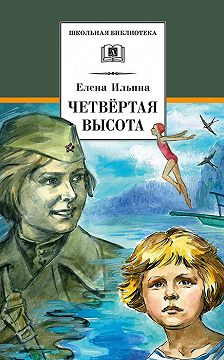 ШКОЛЬНАЯ БИБЛИОТЕКА
Елена Ильина
ЧЕТВЁРТАЯ
ВЫСОТА